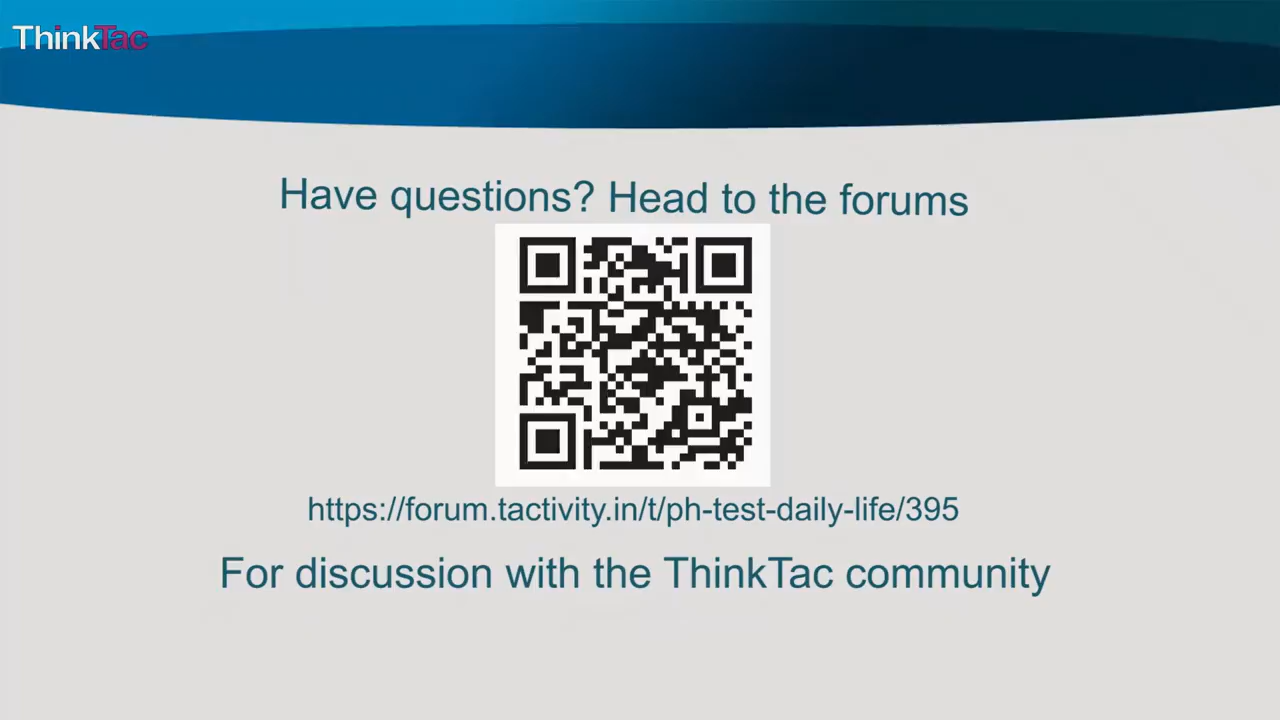 ThinkTac
Have questions? Head to the forums
https://forum.tactivity.in/t/ph-test-daily-life/395
For discussion with the ThinkTac community